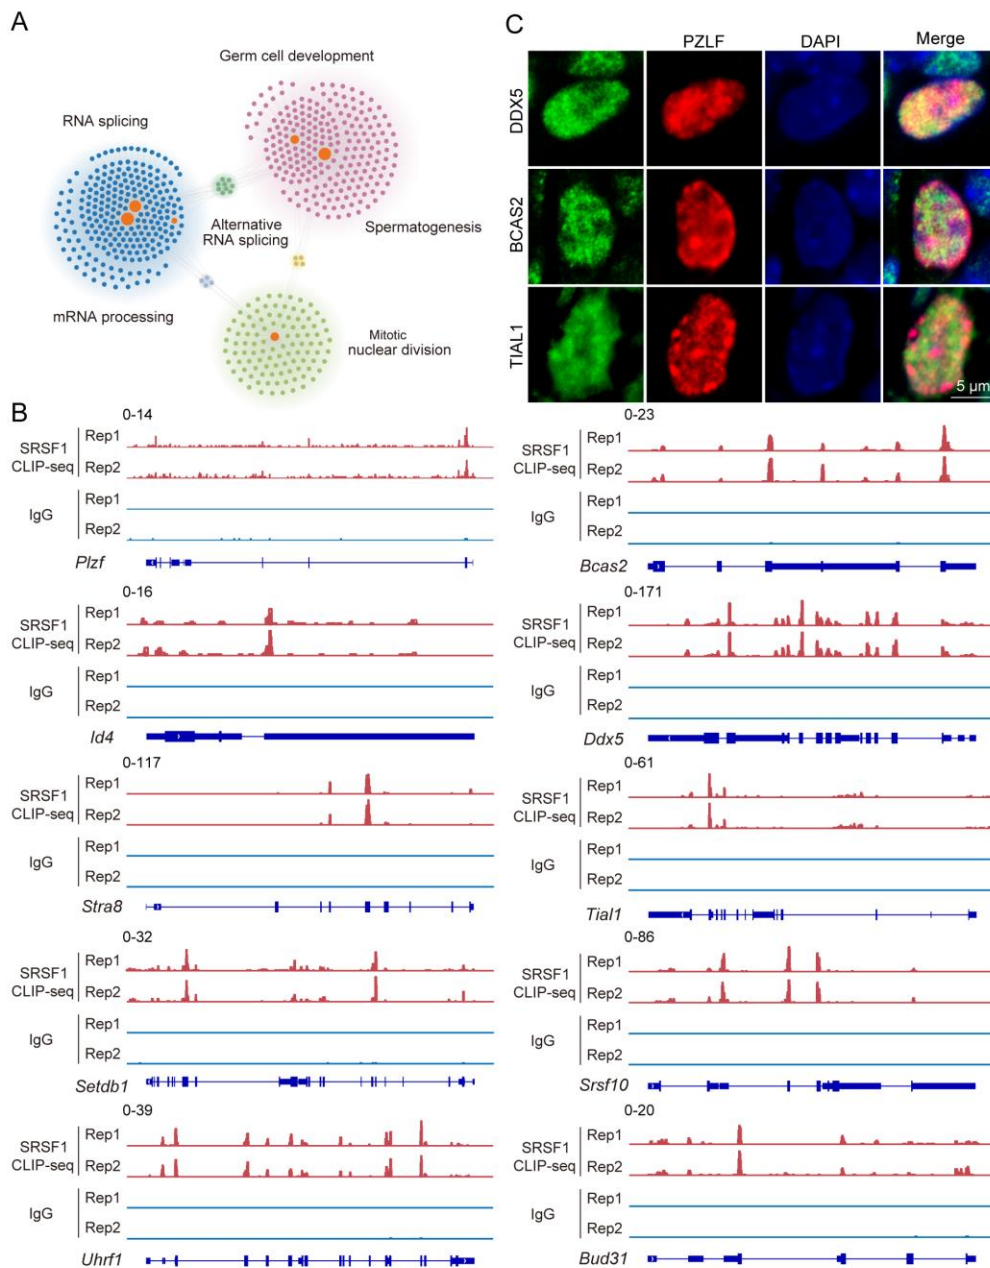 A
Germ cell development
RNA splicing
Alternative
RNA splicing
Spermatogenesis
mRNA processing
Mitotic
nuclear division
C
PZLF
DAPI
Merge
DDX5
BCAS2
TIAL1
5 µm
B
0-14
SRSF1
CLIP-seq
Rep1
Rep2
IgG
Rep1
Rep2
Plzf
0-16
SRSF1
CLIP-seq
Rep1
Rep2
IgG
Rep1
Rep2
Id4
0-117
SRSF1
CLIP-seq
Rep1
Rep2
IgG
Rep1
Rep2
Stra8
0-32
SRSF1
CLIP-seq
Rep1
Rep2
IgG
Rep1
Rep2
Setdb1
0-39
SRSF1
CLIP-seq
Rep1
Rep2
IgG
Rep1
Rep2
Uhrf1
0-23
SRSF1
CLIP-seq
Rep1
Rep2
IgG
Rep1
Rep2
Bcas2
0-171
SRSF1
CLIP-seq
Rep1
Rep2
IgG
Rep1
Rep2
Ddx5
0-61
SRSF1
CLIP-seq
Rep1
Rep2
IgG
Rep1
Rep2
Tial1
0-86
SRSF1
CLIP-seq
Rep1
Rep2
IgG
Rep1
Rep2
Srsf10
0-20
SRSF1
CLIP-seq
Rep1
Rep2
IgG
Rep1
Rep2
Bud31